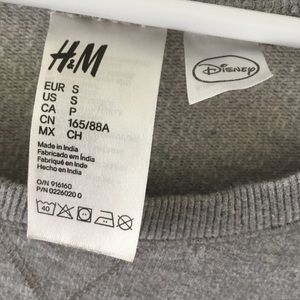 H&M
EUR S
US S
CA P
CN 165/88A
MX CH
Made in India
Fabricado em India
Fabriqué en Inde
Hecho en India
O/N 916160
P/N 0226020 0
40
Disney